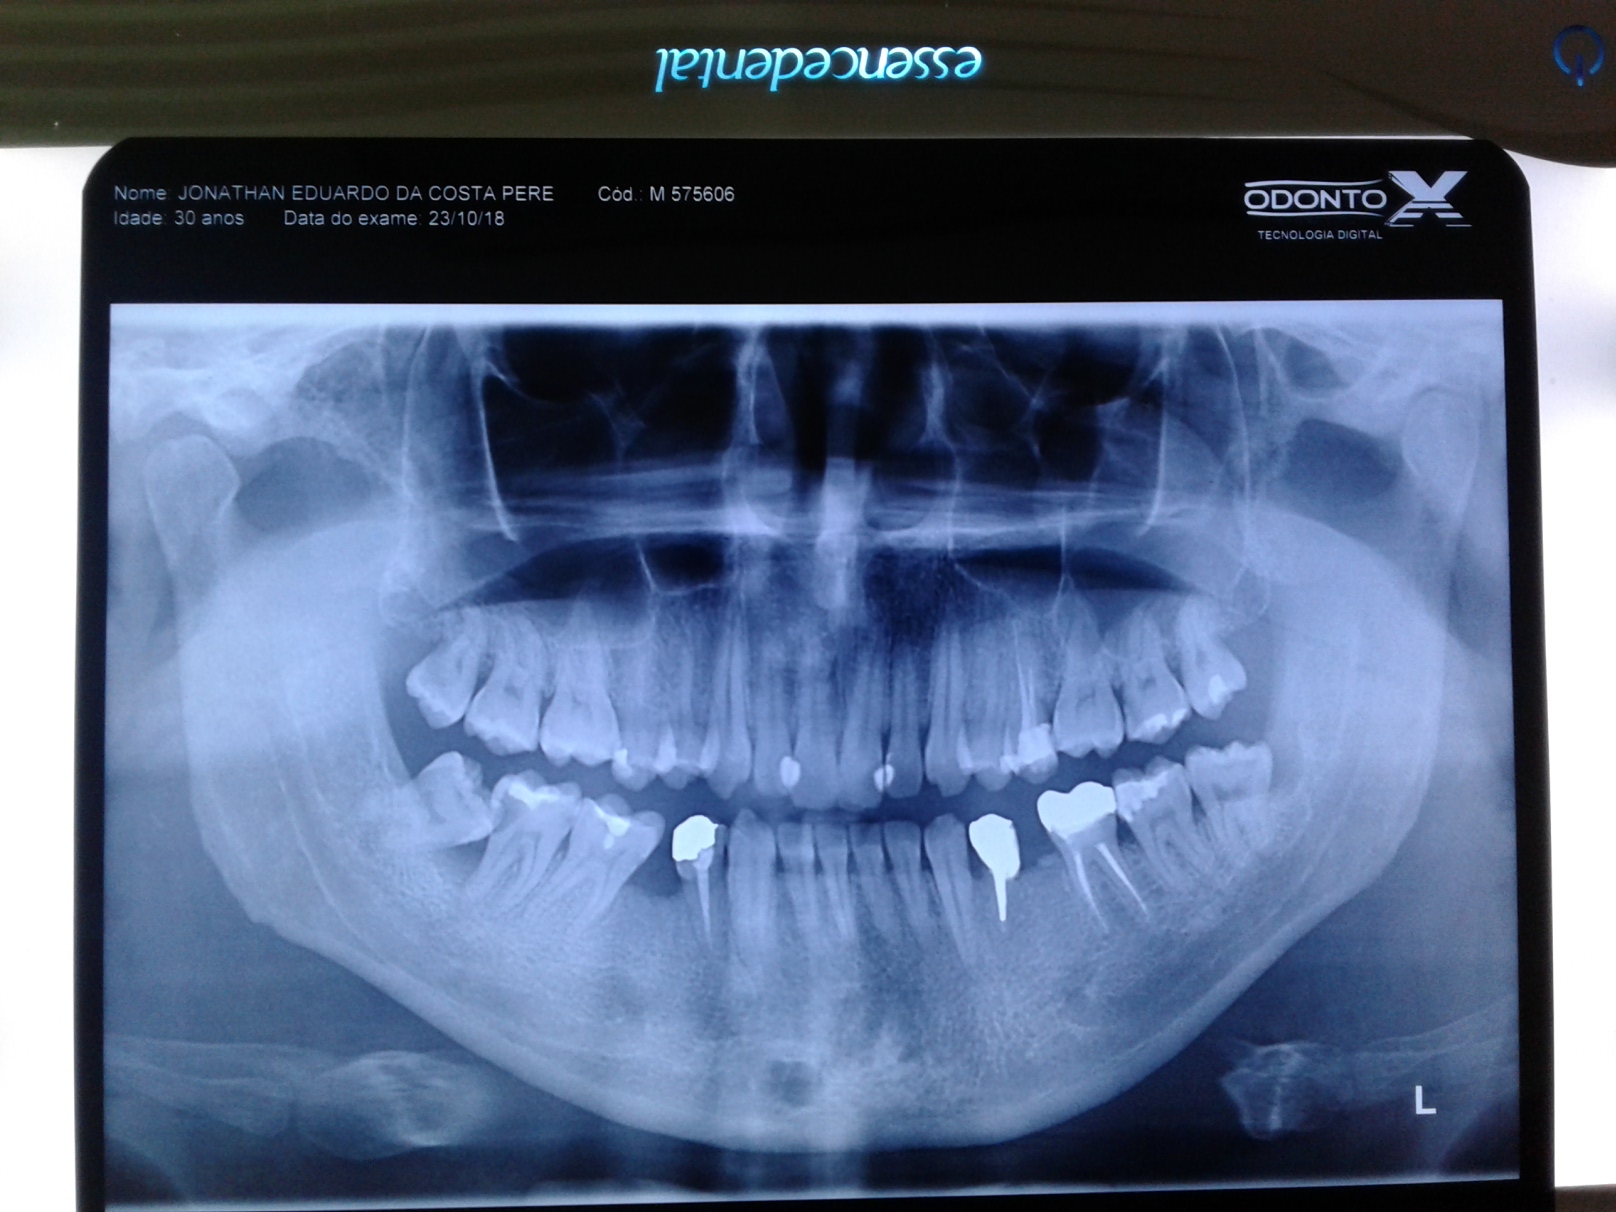 essencedental
Nome: JONATHAN EDUARDO DA COSTA PERE Cód.: M 575606
Idade: 30 anos Data do exame: 23/10/18
ODONTO X
TECNOLOGIA DIGITAL
L